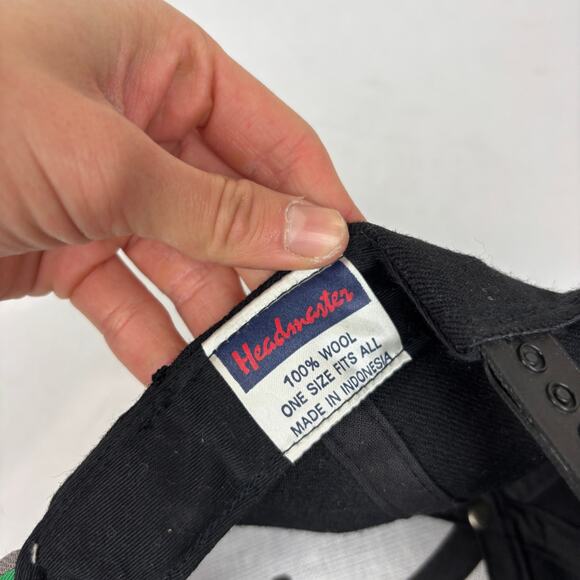 Headmaster
100% WOOL
ONE SIZE FITS ALL
MADE IN INDONESIA